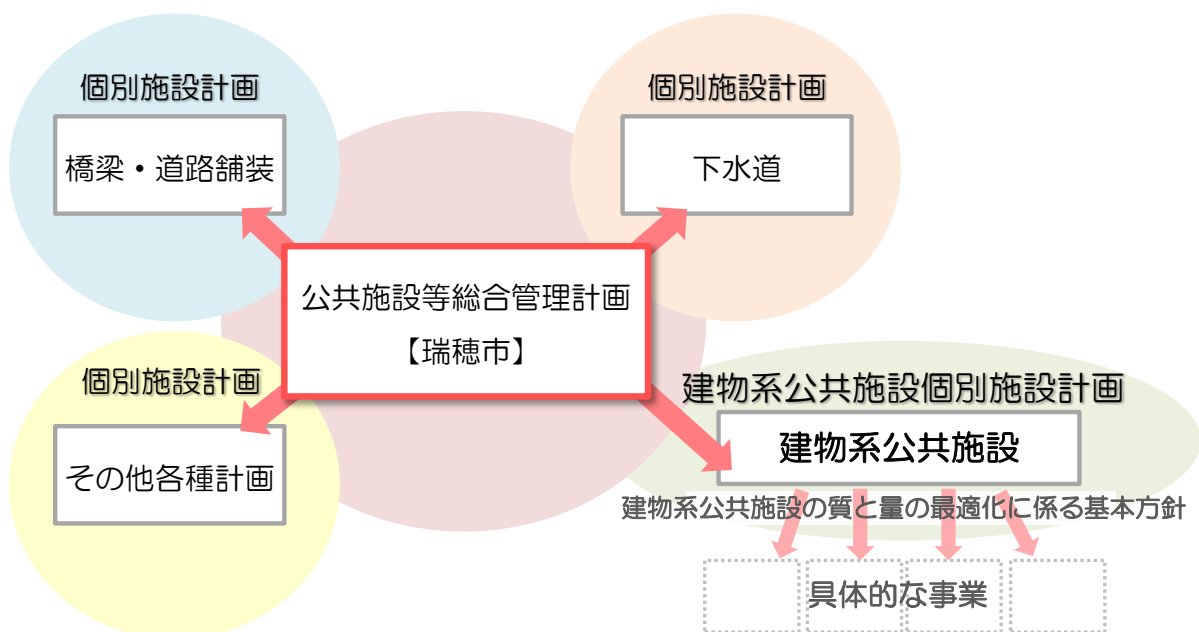 個別施設計画
橋梁・道路舗装
個別施設計画
下水道
公共施設等総合管理計画
【瑞穂市】
個別施設計画
その他各種計画
建物系公共施設個別施設計画
建物系公共施設
建物系公共施設の質と量の最適化に係る基本方針
具体的な事業